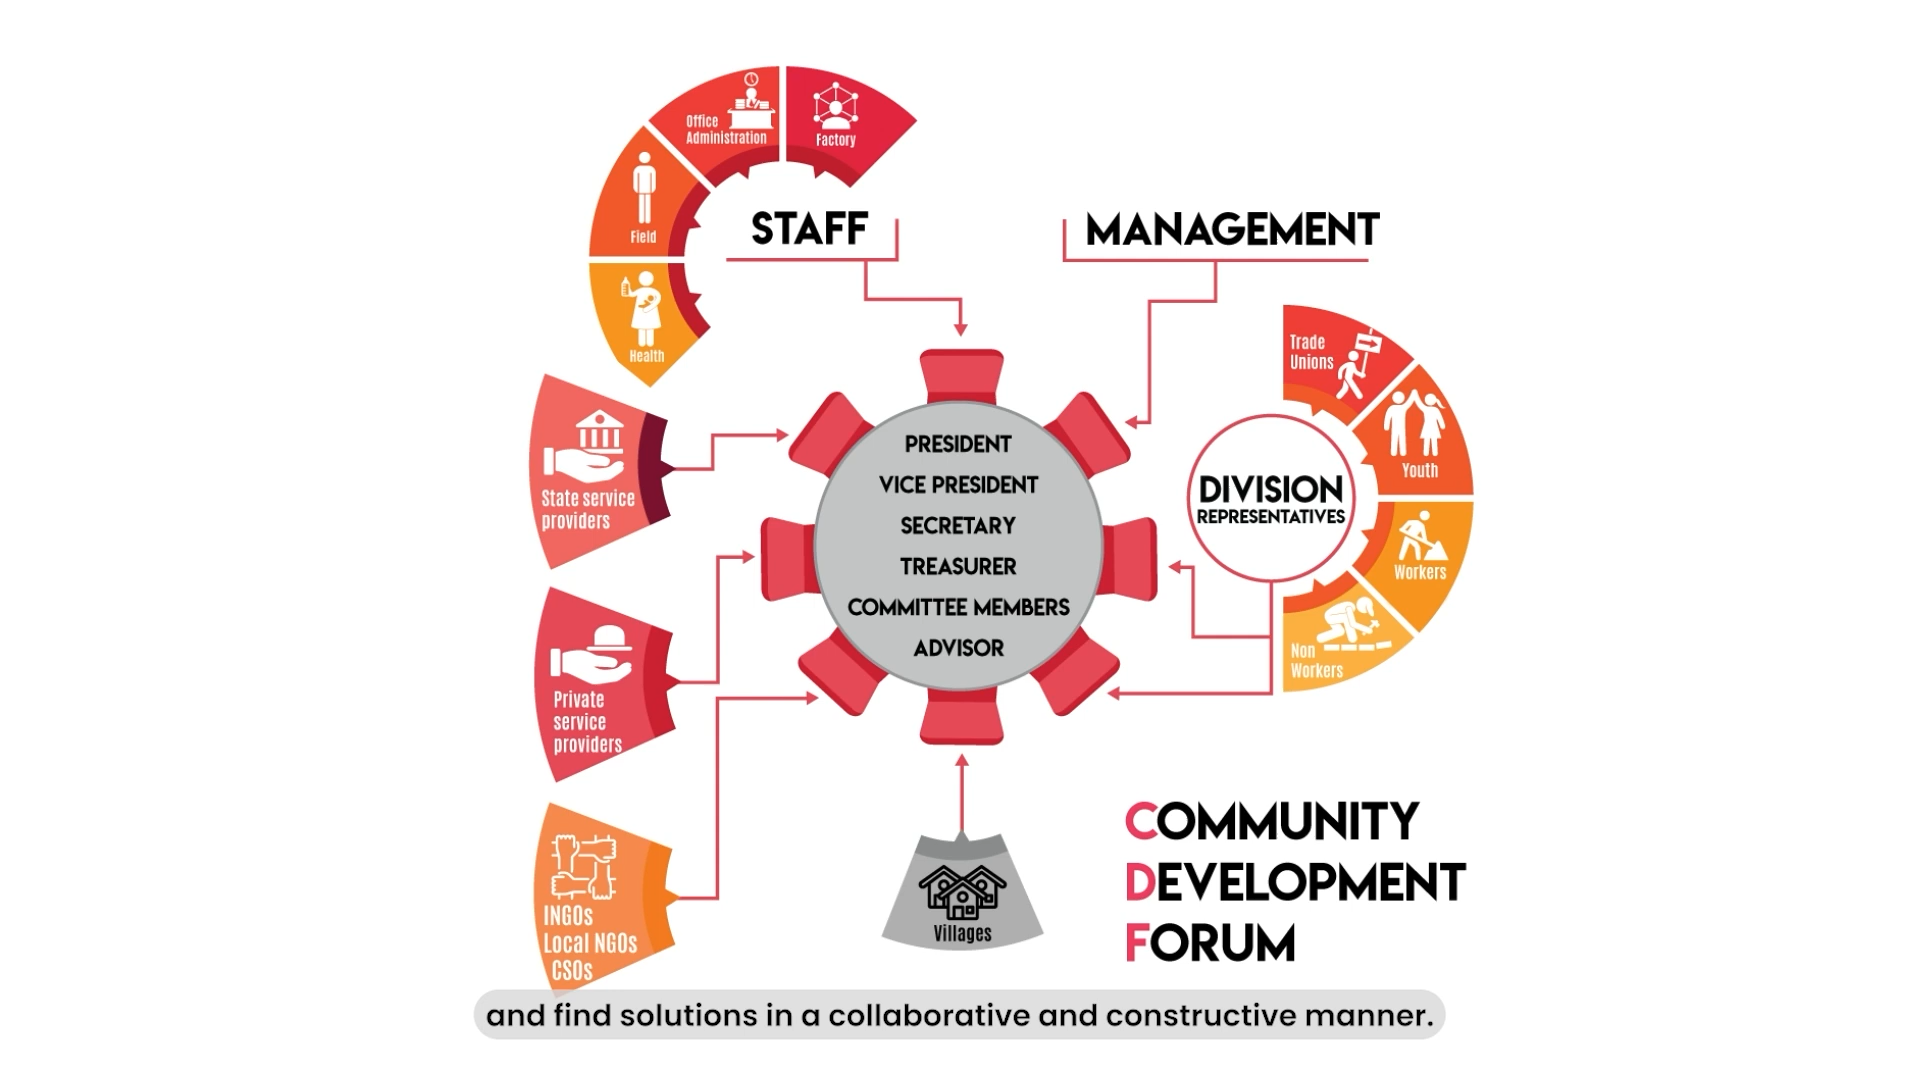 Office
Administration
Factory
Field
Health
STAFF
MANAGEMENT
State service
providers
Private
service
providers
INGOs
Local NGOs
CSOs
PRESIDENT
VICE PRESIDENT
SECRETARY
TREASURER
COMMITTEE MEMBERS
ADVISOR
DIVISION
REPRESENTATIVES
Trade
Unions
Youth
Workers
Non
Workers
Villages
COMMUNITY
DEVELOPMENT
FORUM
and find solutions in a collaborative and constructive manner.